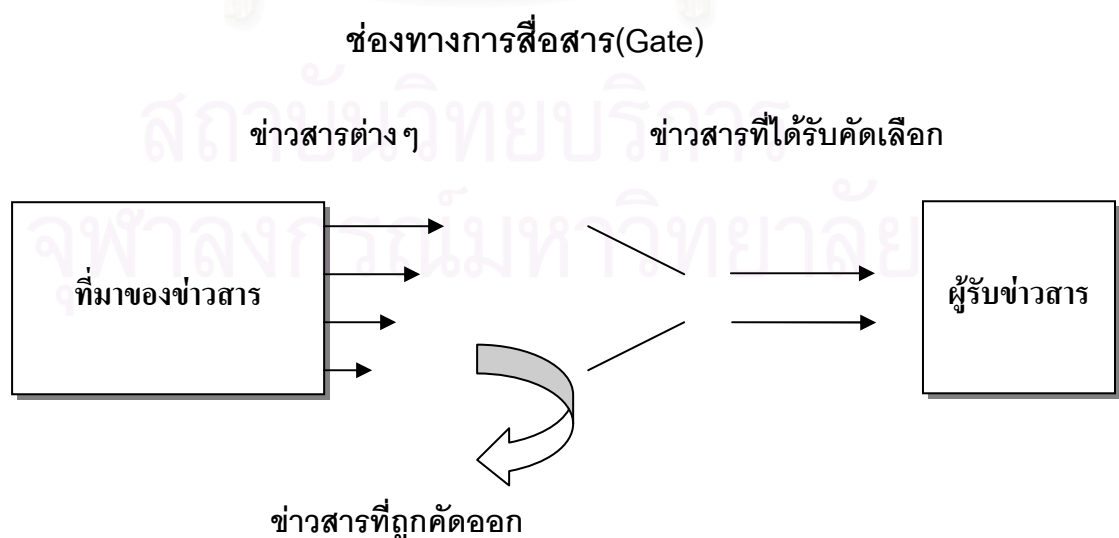 ช่องทางการสื่อสาร(Gate)
สถาบันวิทยบริการ
ข่าวสารต่างๆ ข่าวสารที่ได้รับคัดเลือก
จุฬาลงกรณ์มหาวิทยาลัย
ที่มาของข่าวสาร ผู้รับข่าวสาร
ข่าวสารที่ถูกคัดออก